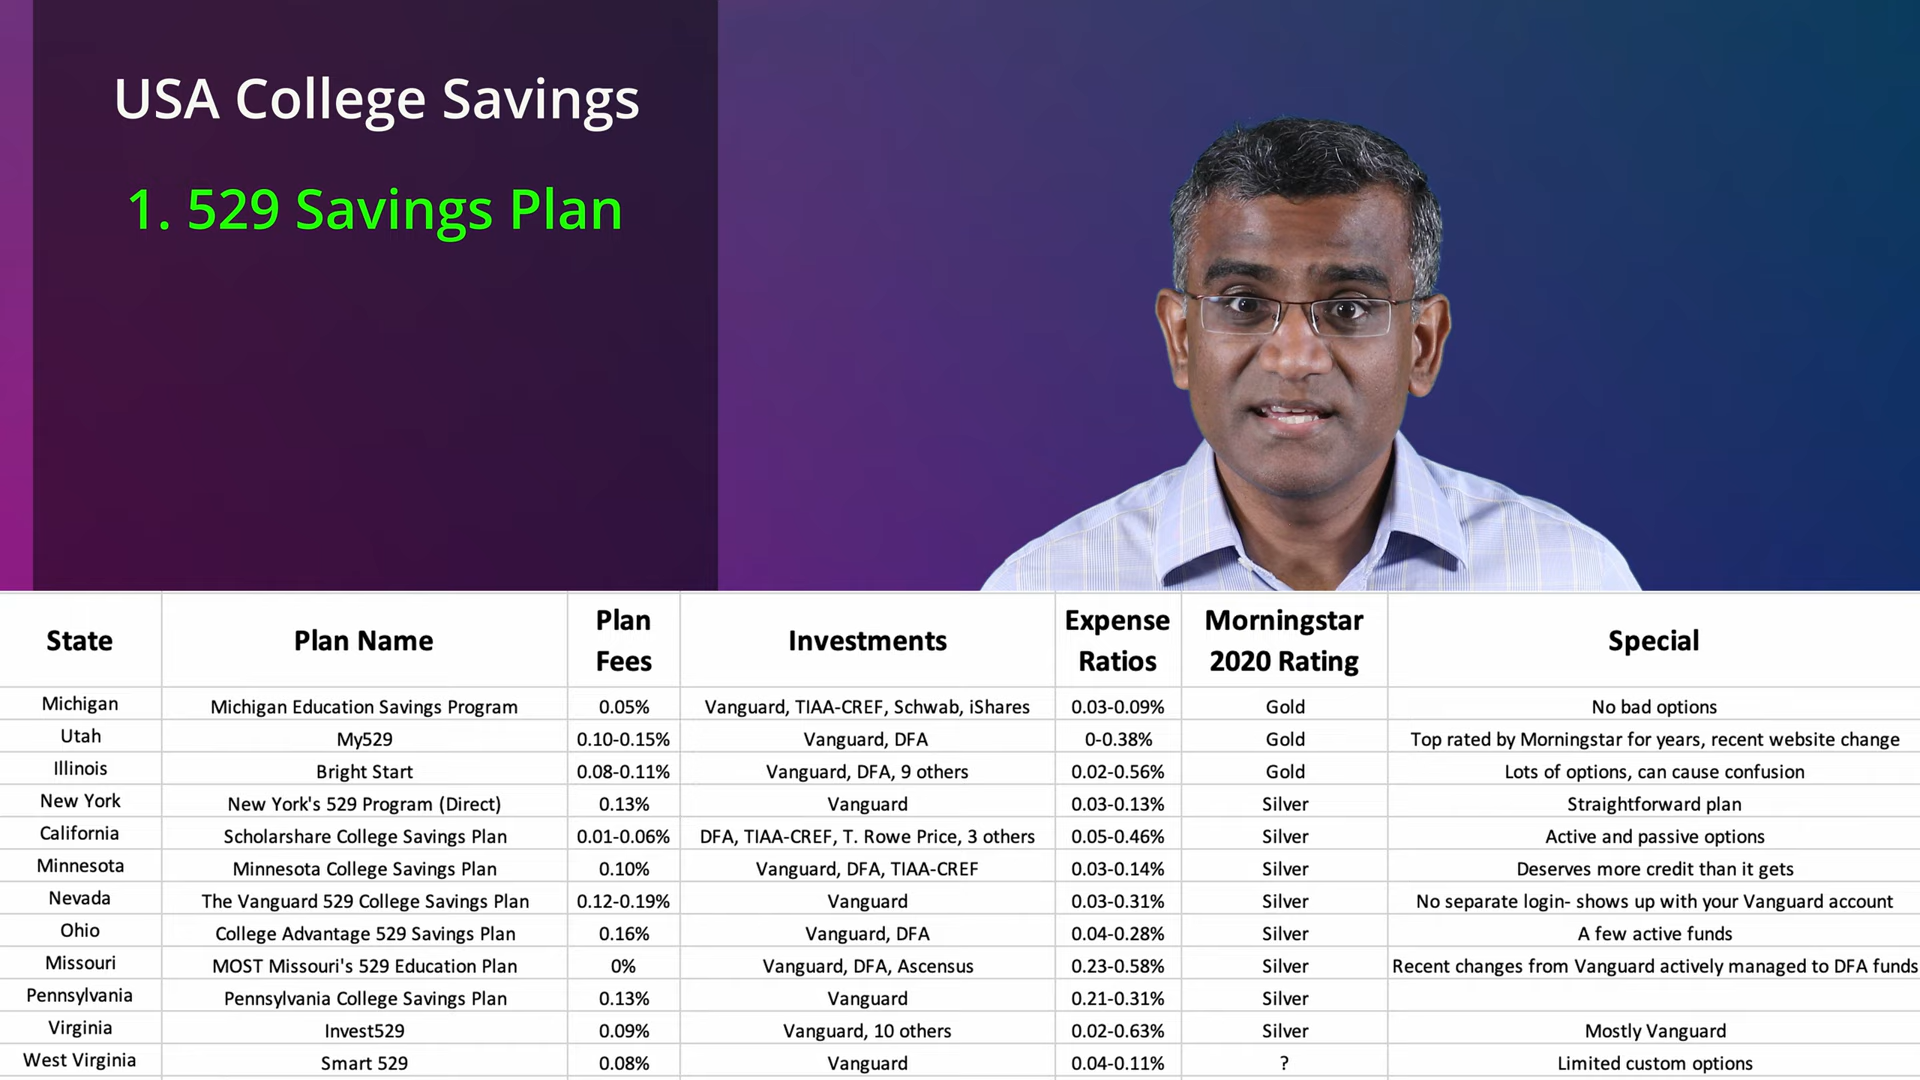 USA College Savings
1. 529 Savings Plan
State Plan Name Plan Fees Investments Expense Ratios Morningstar 2020 Rating Special
Michigan Michigan Education Savings Program 0.05% Vanguard, TIAA-CREF, Schwab, iShares 0.03-0.09% Gold No bad options
Utah My529 0.10-0.15% Vanguard, DFA 0-0.38% Gold Top rated by Morningstar for years, recent website change
Illinois Bright Start 0.08-0.11% Vanguard, DFA, 9 others 0.02-0.56% Gold Lots of options, can cause confusion
New York New York's 529 Program (Direct) 0.13% Vanguard 0.03-0.13% Silver Straightforward plan
California Scholarshare College Savings Plan 0.01-0.06% DFA, TIAA-CREF, T. Rowe Price, 3 others 0.05-0.46% Silver Active and passive options
Minnesota Minnesota College Savings Plan 0.10% Vanguard, DFA, TIAA-CREF 0.03-0.14% Silver Deserves more credit than it gets
Nevada The Vanguard 529 College Savings Plan 0.12-0.19% Vanguard 0.03-0.31% Silver No separate login- shows up with your Vanguard account
Ohio College Advantage 529 Savings Plan 0.16% Vanguard, DFA 0.04-0.28% Silver A few active funds
Missouri MOST Missouri's 529 Education Plan 0% Vanguard, DFA, Ascensus 0.23-0.58% Silver Recent changes from Vanguard actively managed to DFA funds
Pennsylvania Pennsylvania College Savings Plan 0.13% Vanguard 0.21-0.31% Silver
Virginia Invest529 0.09% Vanguard, 10 others 0.02-0.63% Silver Mostly Vanguard
West Virginia Smart 529 0.08% Vanguard 0.04-0.11% ? Limited custom options